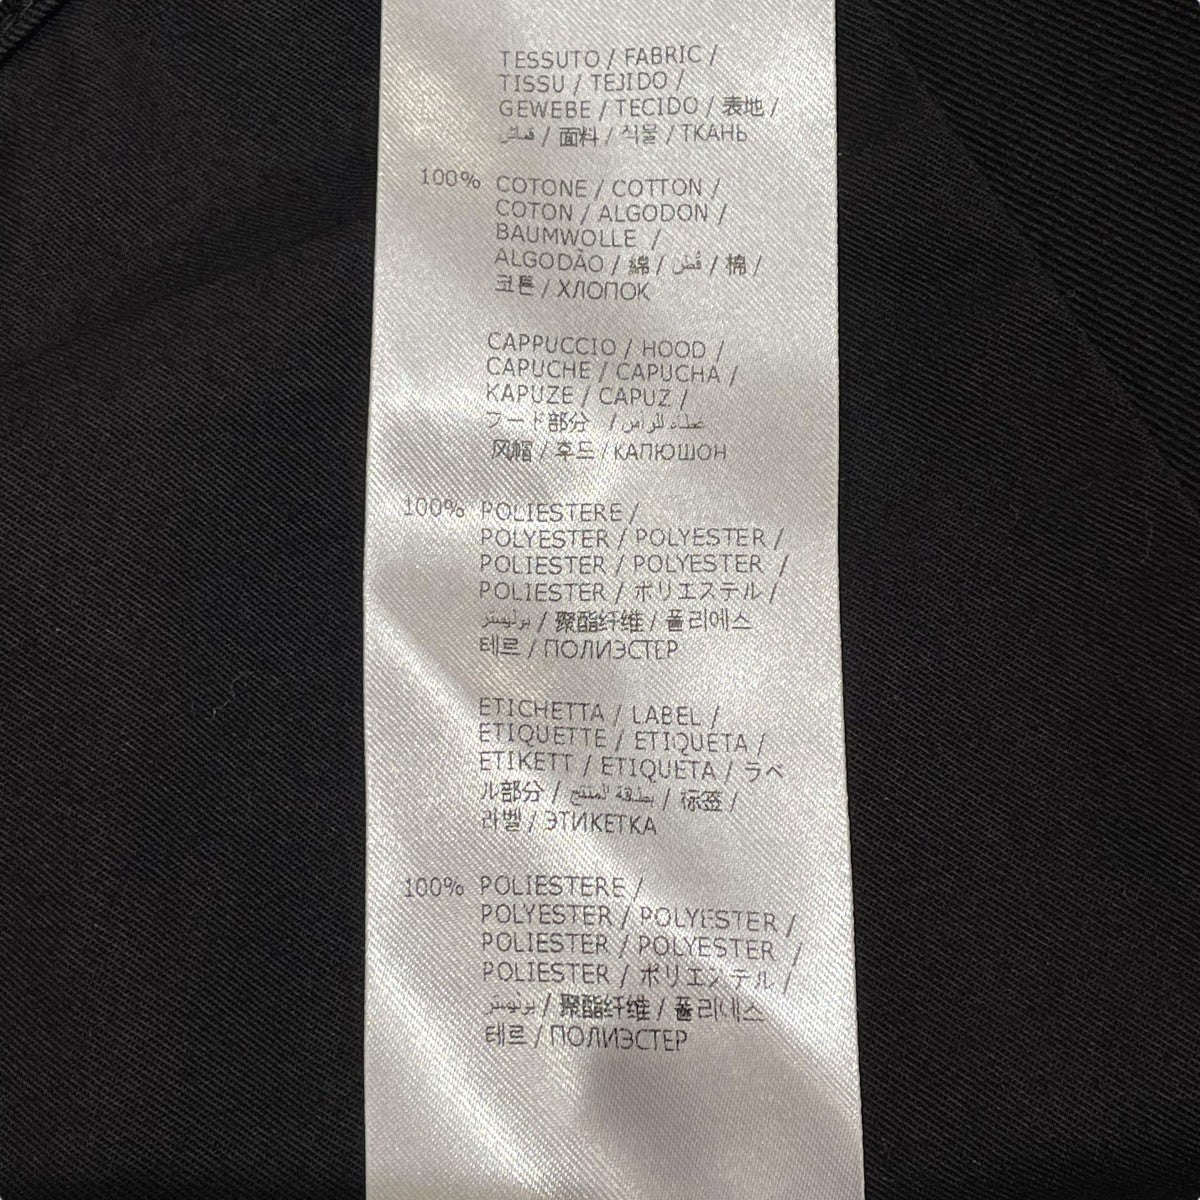 TESSUTO / FABRIC /
TISSU / TEJIDO /
GEWEBE / TECIDO / 表地 /
قماش / 面料 / 직물 / ТКАНЬ
100% COTONE / COTTON /
COTON / ALGODON /
BAUMWOLLE /
ALGODÃO / 綿 / قطن / 棉 /
코튼 / ХЛОПОК
CAPPUCCIO / HOOD /
CAPUCHE / CAPUCHA /
KAPUZE / CAPUZ /
フード部分 / غطاء للرأس /
风帽 / 후드 / КАПЮШОН
100% POLIESTERE /
POLYESTER / POLYESTER /
POLIESTER / POLYESTER /
POLIESTER / ポリエステル /
بوليستر / 聚酯纤维 / 폴리에스
테르 / ПОЛИЭСТЕР
ETICHETTA / LABEL /
ETIQUETTE / ETIQUETA /
ETIKETT / ETIQUETA / ラベ
ル部分 / بطاقة المنتج / 标签 /
라벨 / ЭТИКЕТКА
100% POLIESTERE /
POLYESTER / POLYESTER /
POLIESTER / POLYESTER /
POLIESTER / ポリエステル /
بوليستر / 聚酯纤维 / 폴리에스
테르 / ПОЛИЭСТЕР